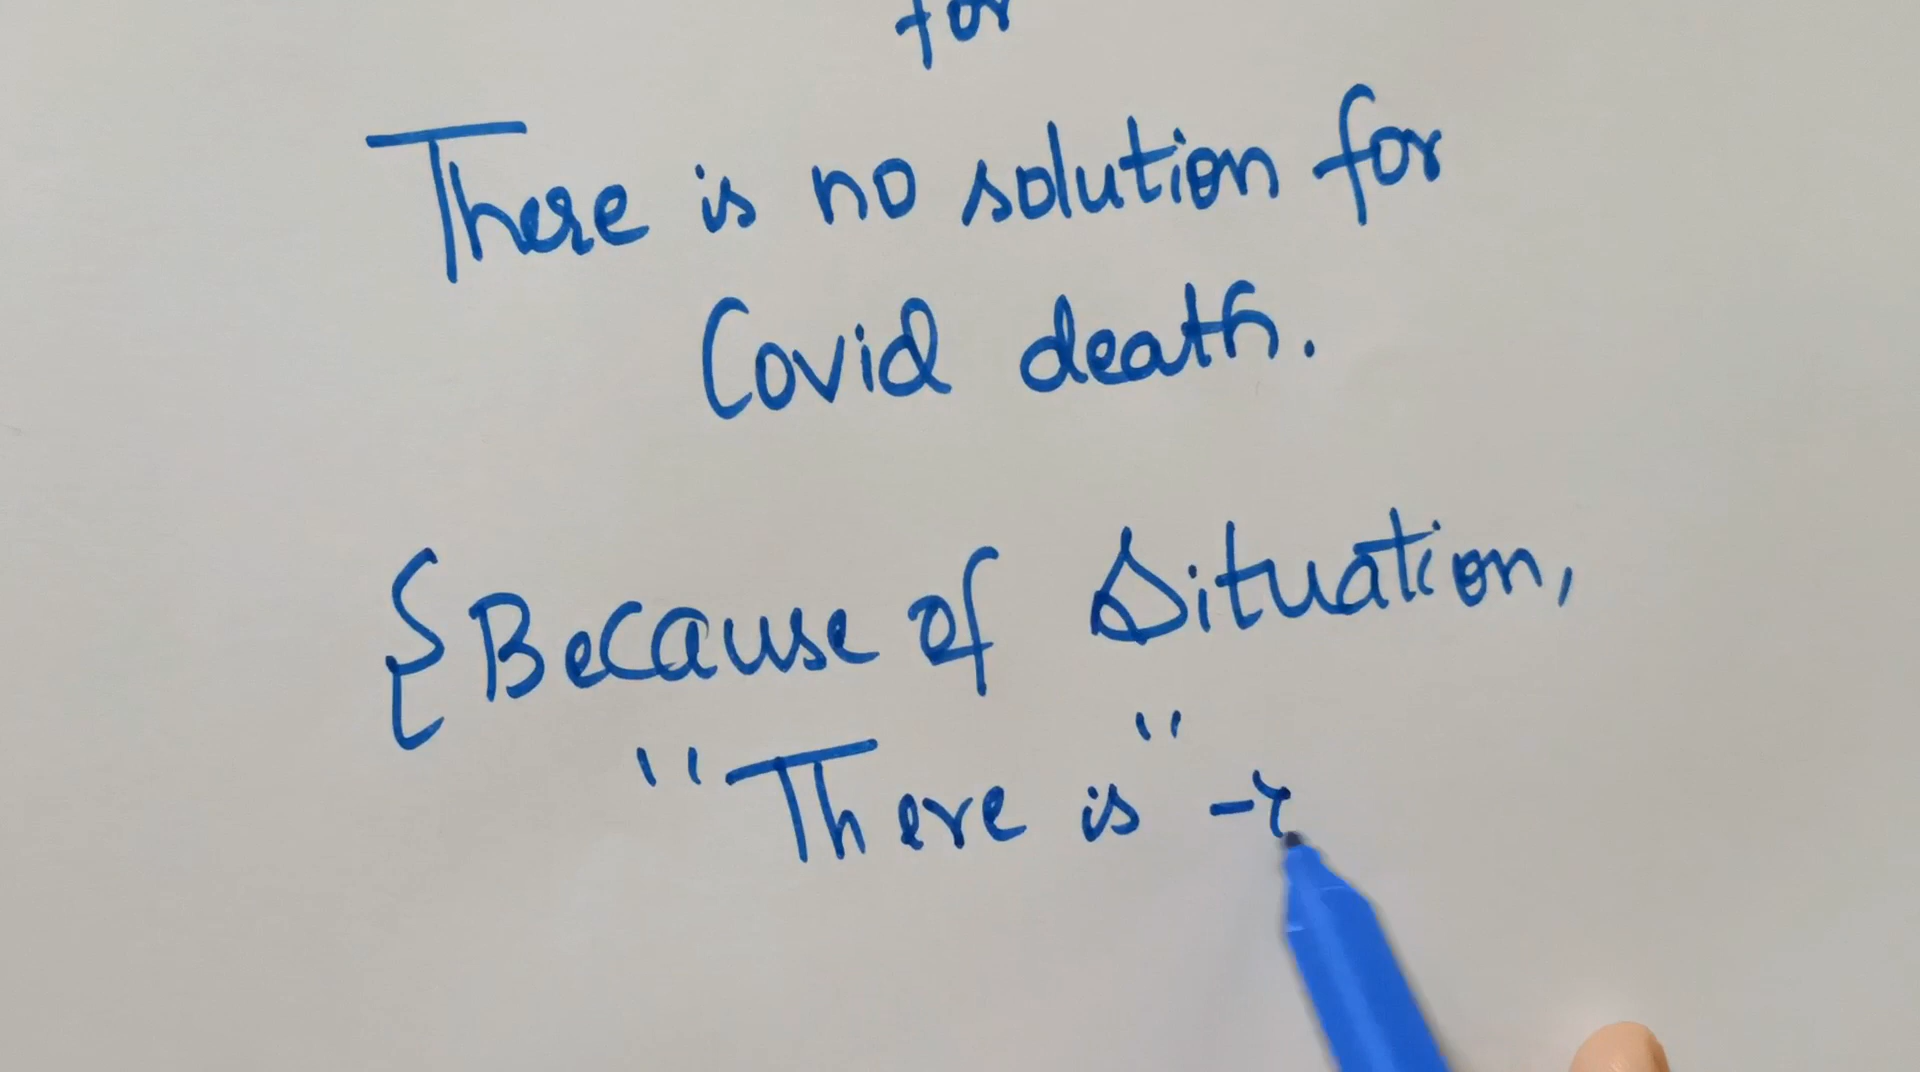 for
There is no solution for
Covid death.
{Because of Situation,
"There is" -